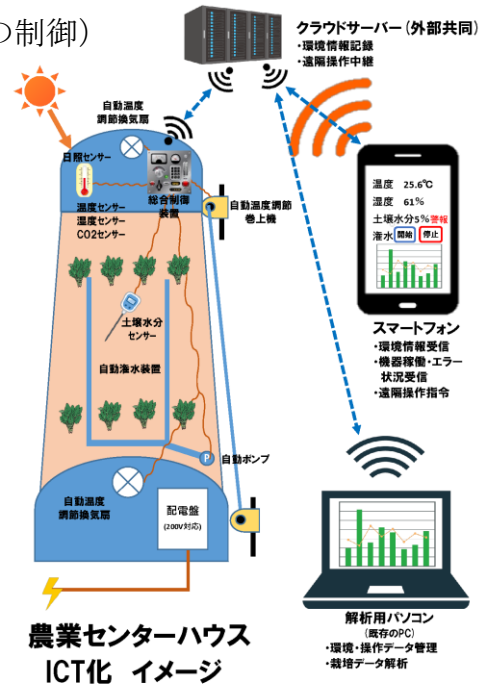 の制御)
クラウドサーバー(外部共同)
・環境情報記録
・遠隔操作中継
自動温度
調節換気扇
日照センサー
総合制御
装置
温度センサー
湿度センサー
CO2センサー
自動温度調節
巻上機
温度 25.6℃
湿度 61%
土壌水分5%警報
潅水 開始 停止
土壌水分
センサー
自動潅水装置
スマートフォン
・環境情報受信
・機器稼働・エラー
状況受信
・遠隔操作指令
P 自動ポンプ
自動温度
調節換気扇
配電盤
(200V対応)
農業センターハウス
ICT化 イメージ
解析用パソコン
(既存のPC)
・環境・操作データ管理
・栽培データ解析